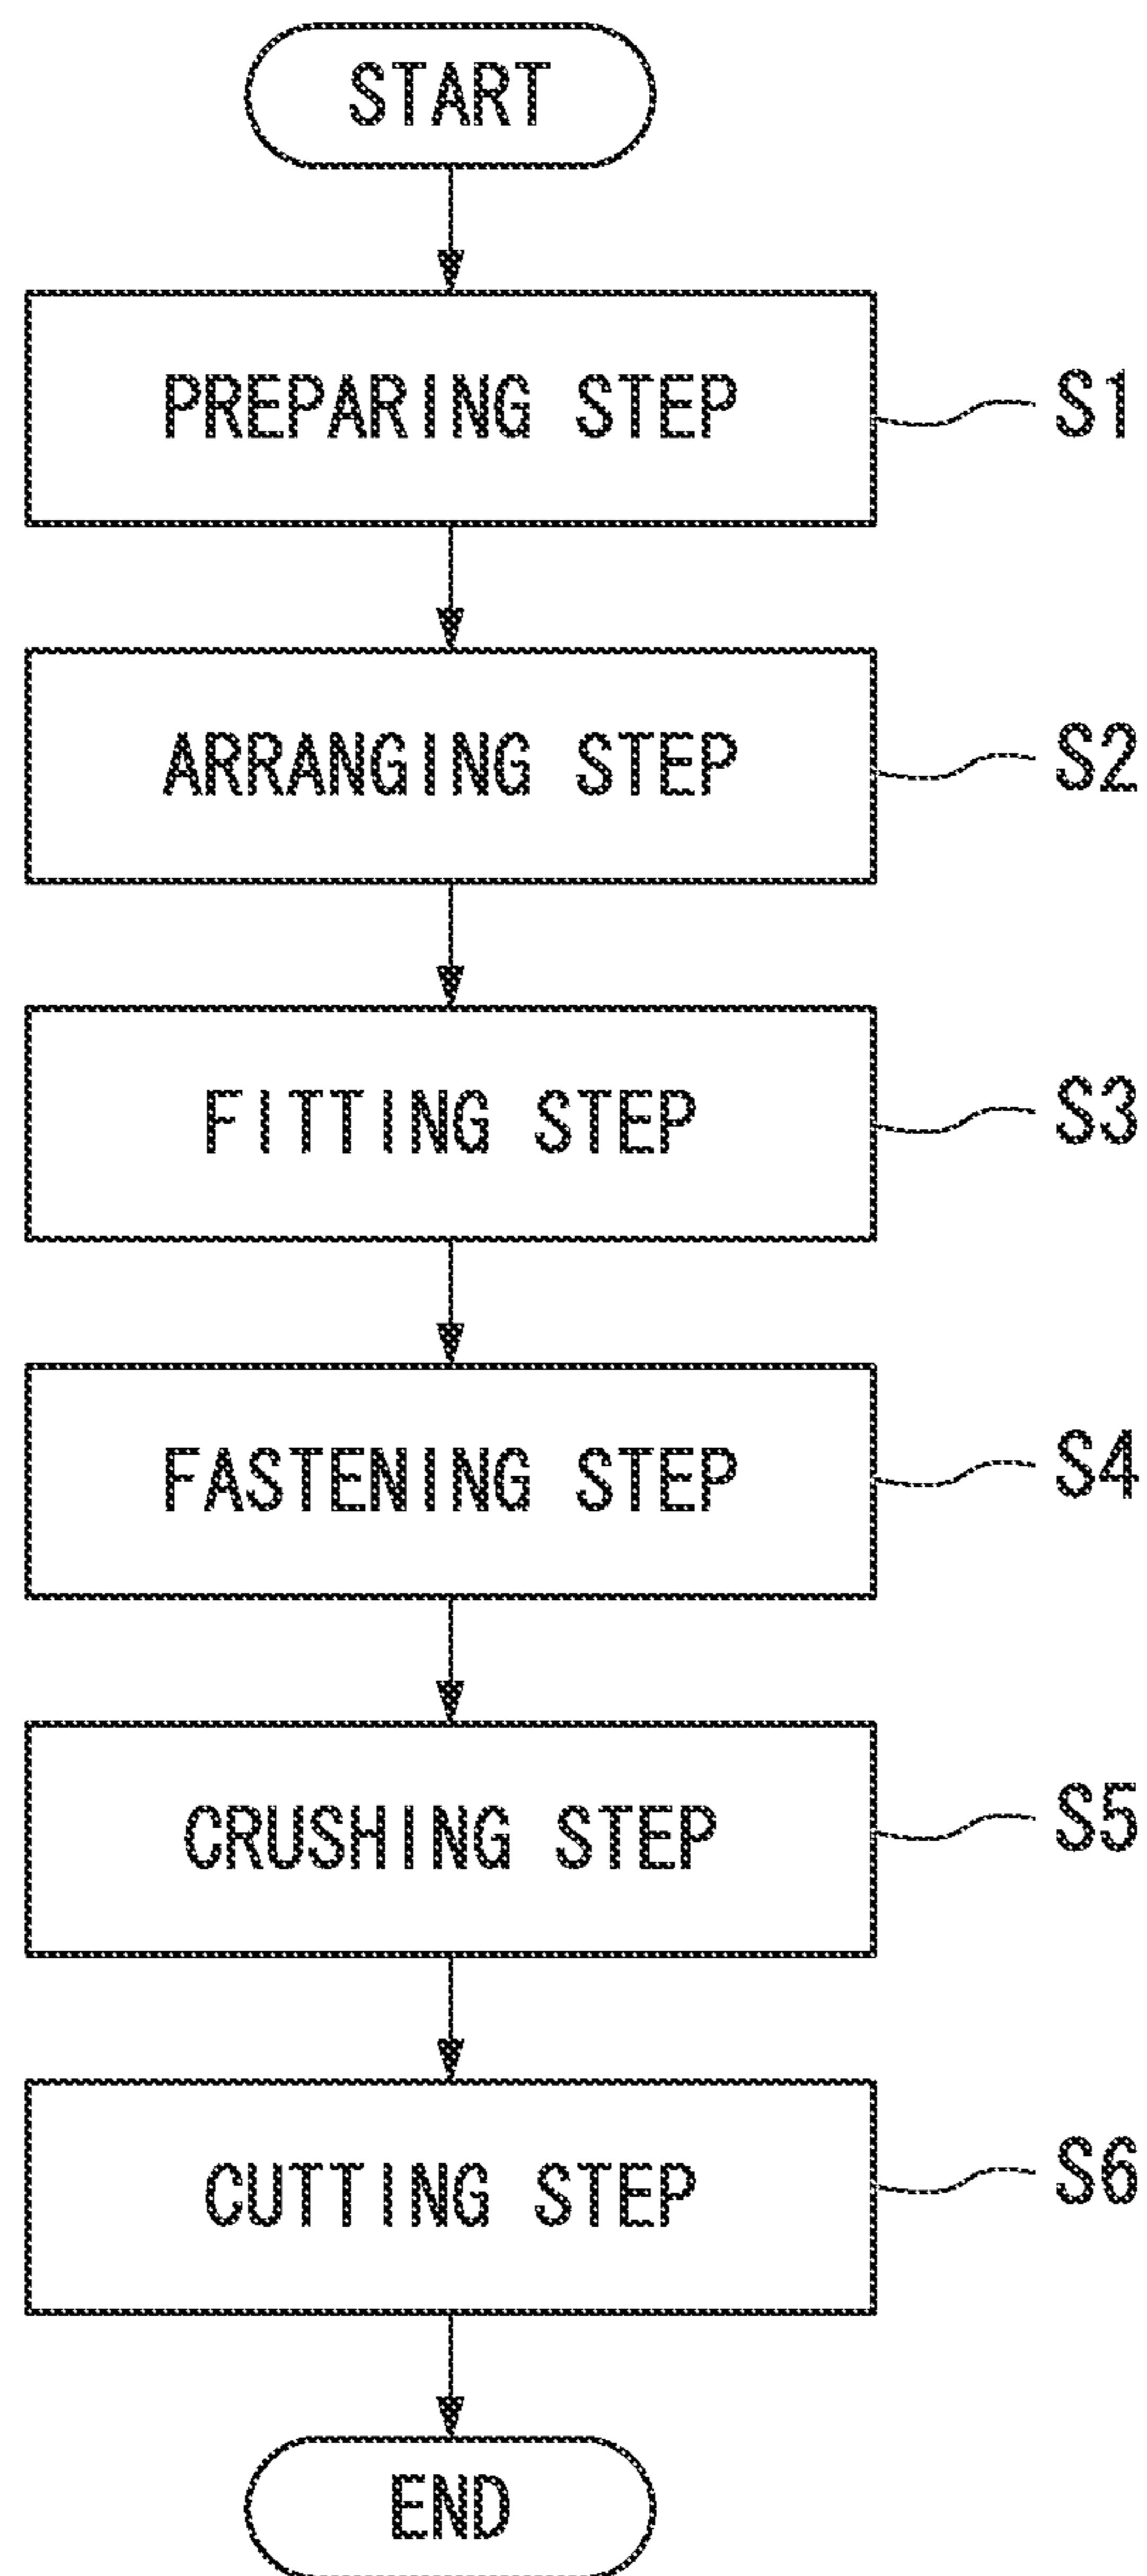 START
PREPARING STEP S1
ARRANGING STEP S2
FITTING STEP S3
FASTENING STEP S4
CRUSHING STEP S5
CUTTING STEP S6
END